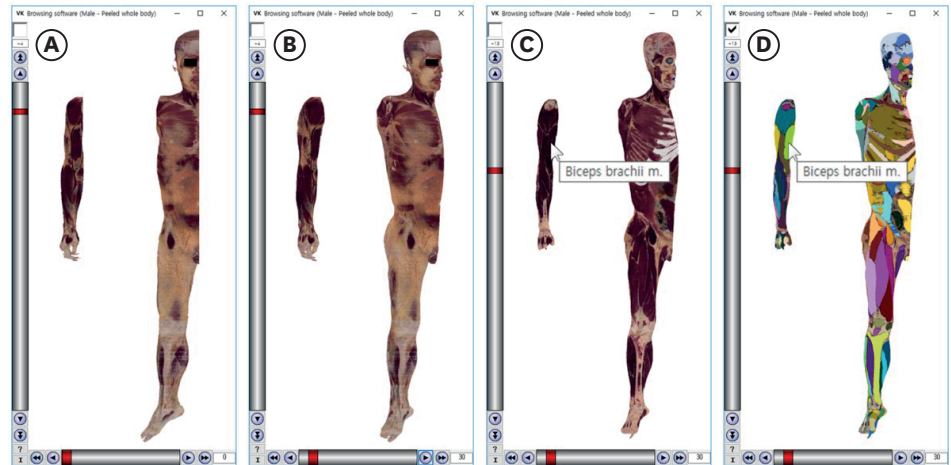 VK Browsing software (Male - Peeled whole body)
A
0
?
I
VK Browsing software (Male - Peeled whole body)
B
30
?
I
VK Browsing software (Male - Peeled whole body)
C
Biceps brachii m.
30
?
I
VK Browsing software (Male - Peeled whole body)
D
Biceps brachii m.
30
?
I